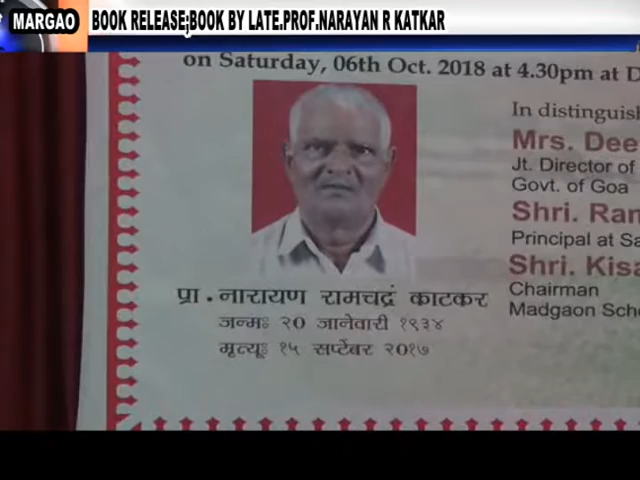 MARGAO
BOOK RELEASE;BOOK BY LATE.PROF.NARAYAN R KATKAR
on Saturday, 06th Oct. 2018 at 4.30pm at
In
Mrs.
Jt. Director of
Govt. of Goa
Shri.
Principal at
Shri.
Chairman
Madgaon
प्रा . नारायण रामचद्रं काटकर
जन्मः २० जानेवारी १९३४
मृत्यूः १५ सप्टेंबर २०१७